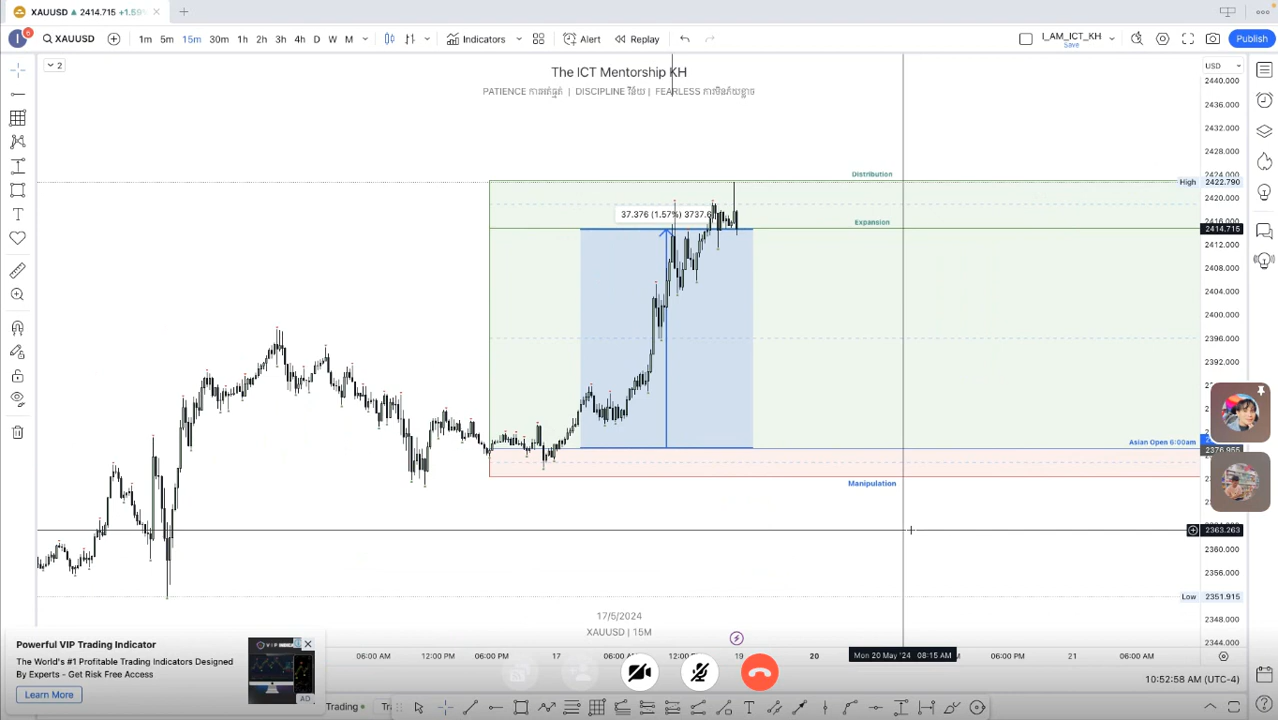 XAUUSD ▲ 2414.715 +1.59%
XAUUSD 1m 5m 15m 30m 1h 2h 3h 4h D W M Indicators Alert Replay I_AM_ICT_KH Save Publish
2
The ICT Mentorship KH
PATIENCE ការអត់ធ្មត់ | DISCIPLINE វិន័យ | FEARLESS ការមិនភ័យខ្លាច
USD
2440.000
2436.000
2432.000
2428.000
2424.000
Distribution
High 2422.790
2420.000
37.376 (1.57%) 3737.6
2416.000
Expansion
2414.715
2412.000
2408.000
2404.000
2400.000
2396.000
2392.000
Asian Open 6:00am
2376.955
Manipulation
2363.263
2360.000
2356.000
Low 2351.915
2348.000
2344.000
17/5/2024
XAUUSD | 15M
06:00 AM 12:00 PM 06:00 PM 17 06:00 12:00 19 20 Mon 20 May '24 08:15 AM 06:00 PM 21 06:00 AM
Powerful VIP Trading Indicator
The World's #1 Profitable Trading Indicators Designed
By Experts - Get Risk Free Access
Learn More
AD
10:52:58 AM (UTC-4)
Trading